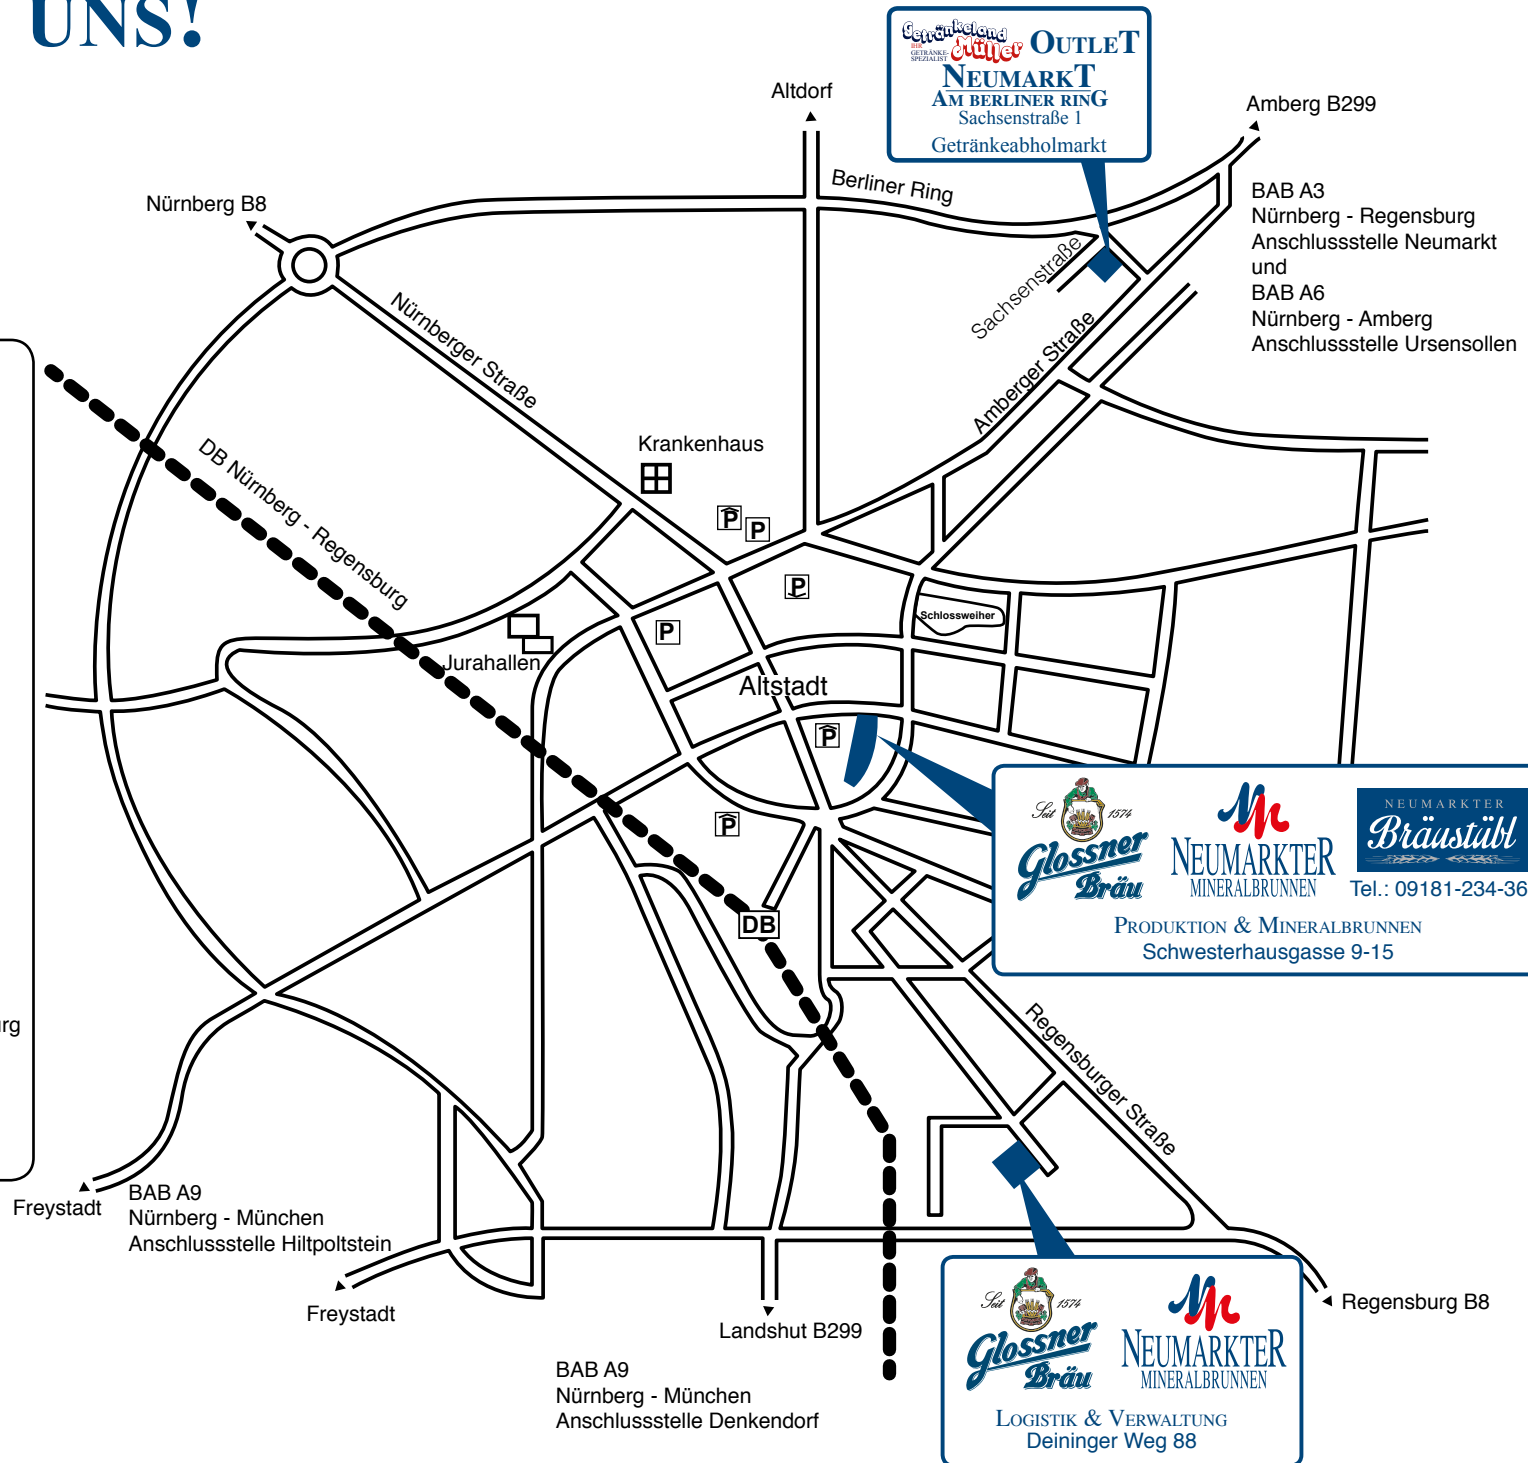 UNS!
Getränkeland
Müller
IHR
GETRÄNKE-
SPEZIALIST
OUTLET
NEUMARKT
AM BERLINER RING
Sachsenstraße 1
Getränkeabholmarkt
Altdorf
Amberg B299
Berliner Ring
Nürnberg B8
BAB A3
Nürnberg - Regensburg
Anschlussstelle Neumarkt
und
BAB A6
Nürnberg - Amberg
Anschlussstelle Ursensollen
Sachsenstraße
Nürnberger Straße
Amberger Straße
Krankenhaus
DB Nürnberg - Regensburg
P
P
P
P
Schlossweiher
Jurahallen
Altstadt
P
P
Seit 1574
Glossner
Bräu
NEUMARKTER
MINERALBRUNNEN
NEUMARKTER
Bräustübl
Tel.: 09181-234-36
PRODUKTION & MINERALBRUNNEN
Schwesterhausgasse 9-15
DB
rg
Regensburger Straße
Freystadt
BAB A9
Nürnberg - München
Anschlussstelle Hiltpoltstein
Freystadt
Landshut B299
Regensburg B8
BAB A9
Nürnberg - München
Anschlussstelle Denkendorf
Seit 1574
Glossner
Bräu
NEUMARKTER
MINERALBRUNNEN
LOGISTIK & VERWALTUNG
Deininger Weg 88